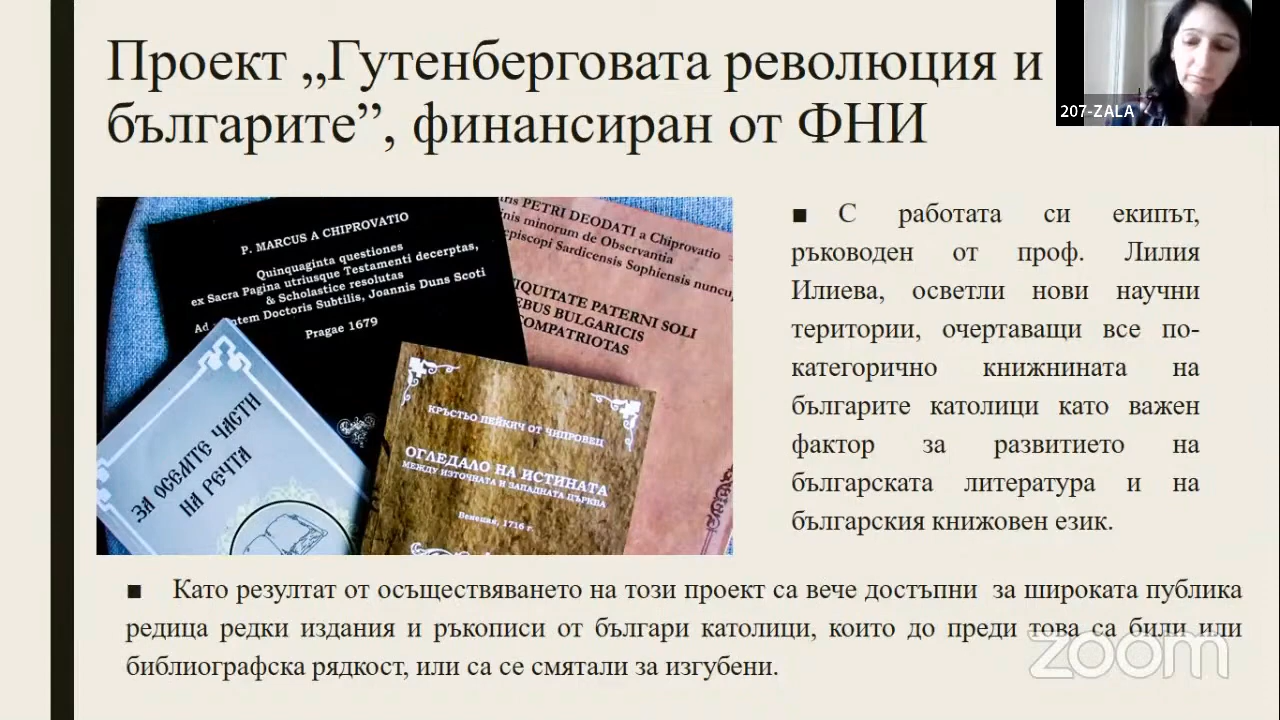 Проект „Гутенберговата революция и
българите”, финансиран от ФНИ
207-ZALA
P. MARCUS A CHIPROVATIO
Quinquaginta questiones
ex Sacra Pagina utriusque Testamenti decerptas,
& Scholastice resolutas
Ad mentem Doctoris Subtilis, Joannis Duns Scoti
Pragae 1679
PETRI DEODATI a Chiprovatio
minorum de Observantia
episcopi Sardicensis Sophiensis
PATERNI SOLI
BULGARICIS
ЗА ОСЕМТЕ ЧАСТИ
НА РЕЧТА
КРЪСТЬО ПЕЙКИЧ ОТ ЧИПРОВЕЦ
ОГЛЕДАЛО НА ИСТИНАТА
МЕЖДУ ИЗТОЧНАТА И ЗАПАДНАТА ЦЪРКВА
Венеция, 1716 г.
■ С работата си екипът,
ръководен от проф. Лилия
Илиева, осветли нови научни
територии, очертаващи все по-
категорично книжнината на
българите католици като важен
фактор за развитието на
българската литература и на
българския книжовен език.
■ Като резултат от осъществяването на този проект са вече достъпни за широката публика
редица редки издания и ръкописи от българи католици, които до преди това са били или
библиографска рядкост, или са се смятали за изгубени.
zoom